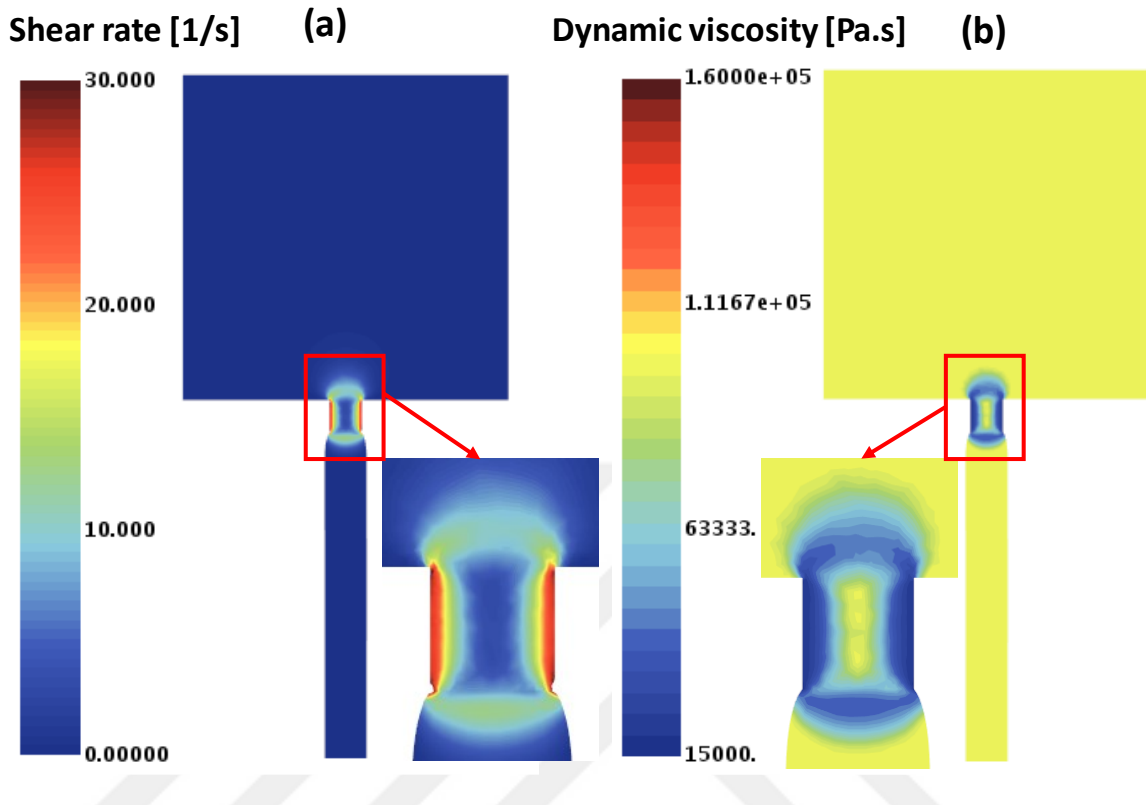 Shear rate [1/s]
(a)
30.000
20.000
10.000
0.00000
Dynamic viscosity [Pa.s]
(b)
1.6000e+05
1.1167e+05
63333.
15000.